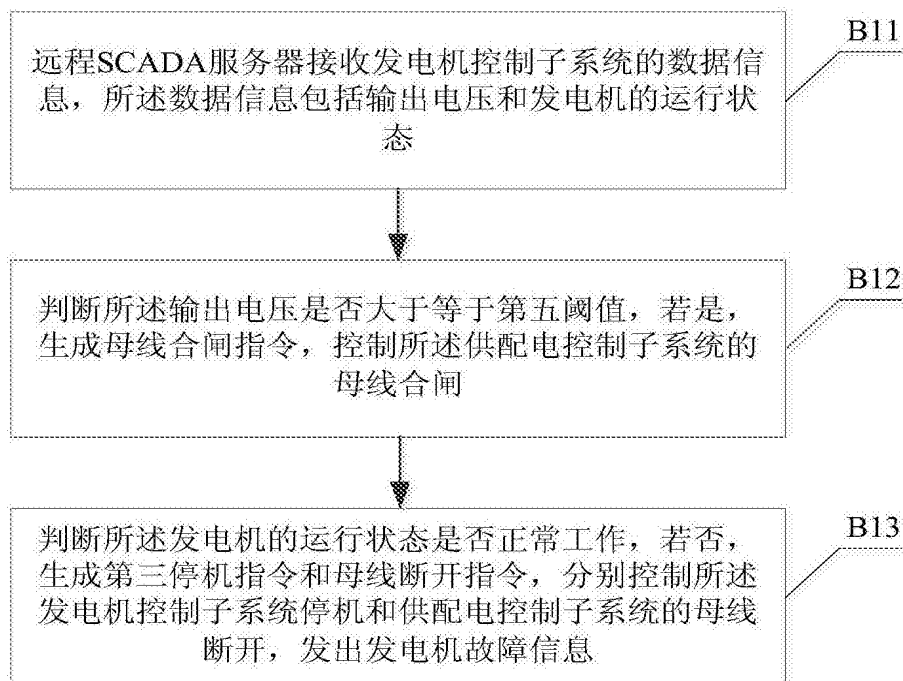 远程SCADA服务器接收发电机控制子系统的数据信
息，所述数据信息包括输出电压和发电机的运行状
态
B11
判断所述输出电压是否大于等于第五阈值，若是，
生成母线合闸指令，控制所述供配电控制子系统的
母线合闸
B12
判断所述发电机的运行状态是否正常工作，若否，
生成第三停机指令和母线断开指令，分别控制所述
发电机控制子系统停机和供配电控制子系统的母线
断开，发出发电机故障信息
B13